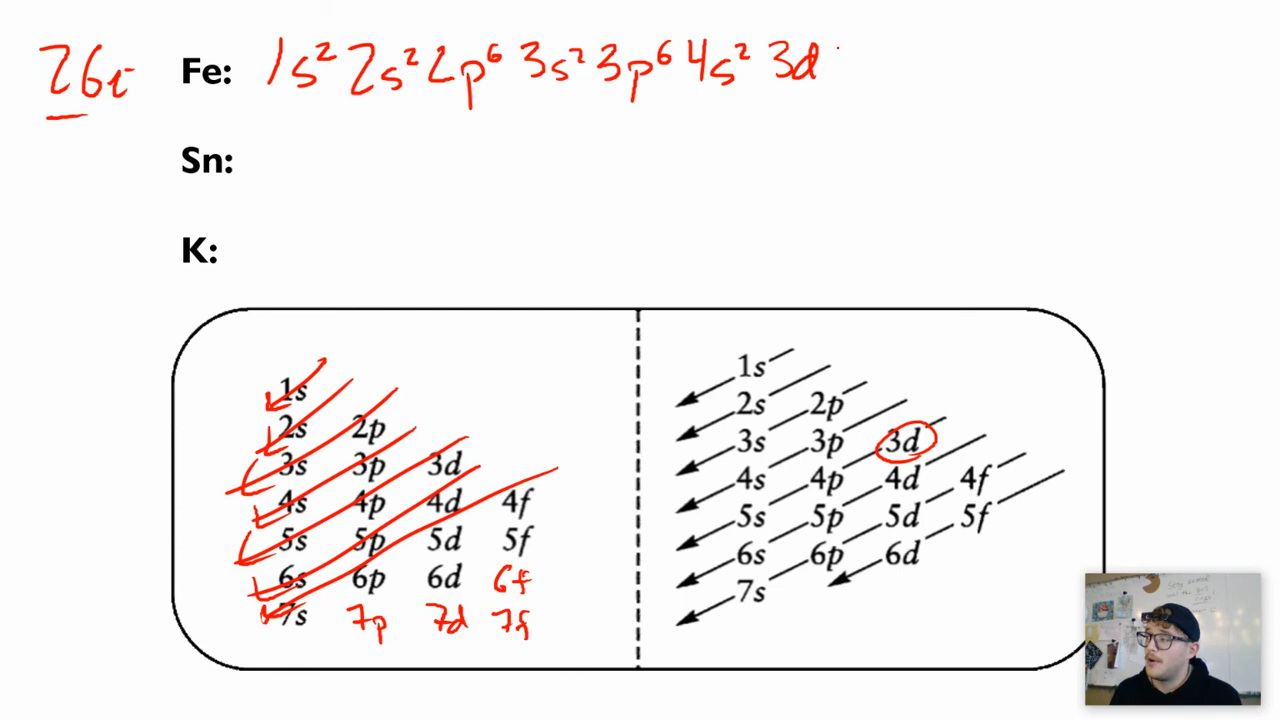 26e⁻ Fe: 1s² 2s² 2p⁶ 3s² 3p⁶ 4s² 3d
Sn:
K:
1s
2s 2p
3s 3p 3d
4s 4p 4d 4f
5s 5p 5d 5f
6s 6p 6d 6f
7s 7p 7d 7f
1s
2s 2p
3s 3p 3d
4s 4p 4d 4f
5s 5p 5d 5f
6s 6p 6d
7s